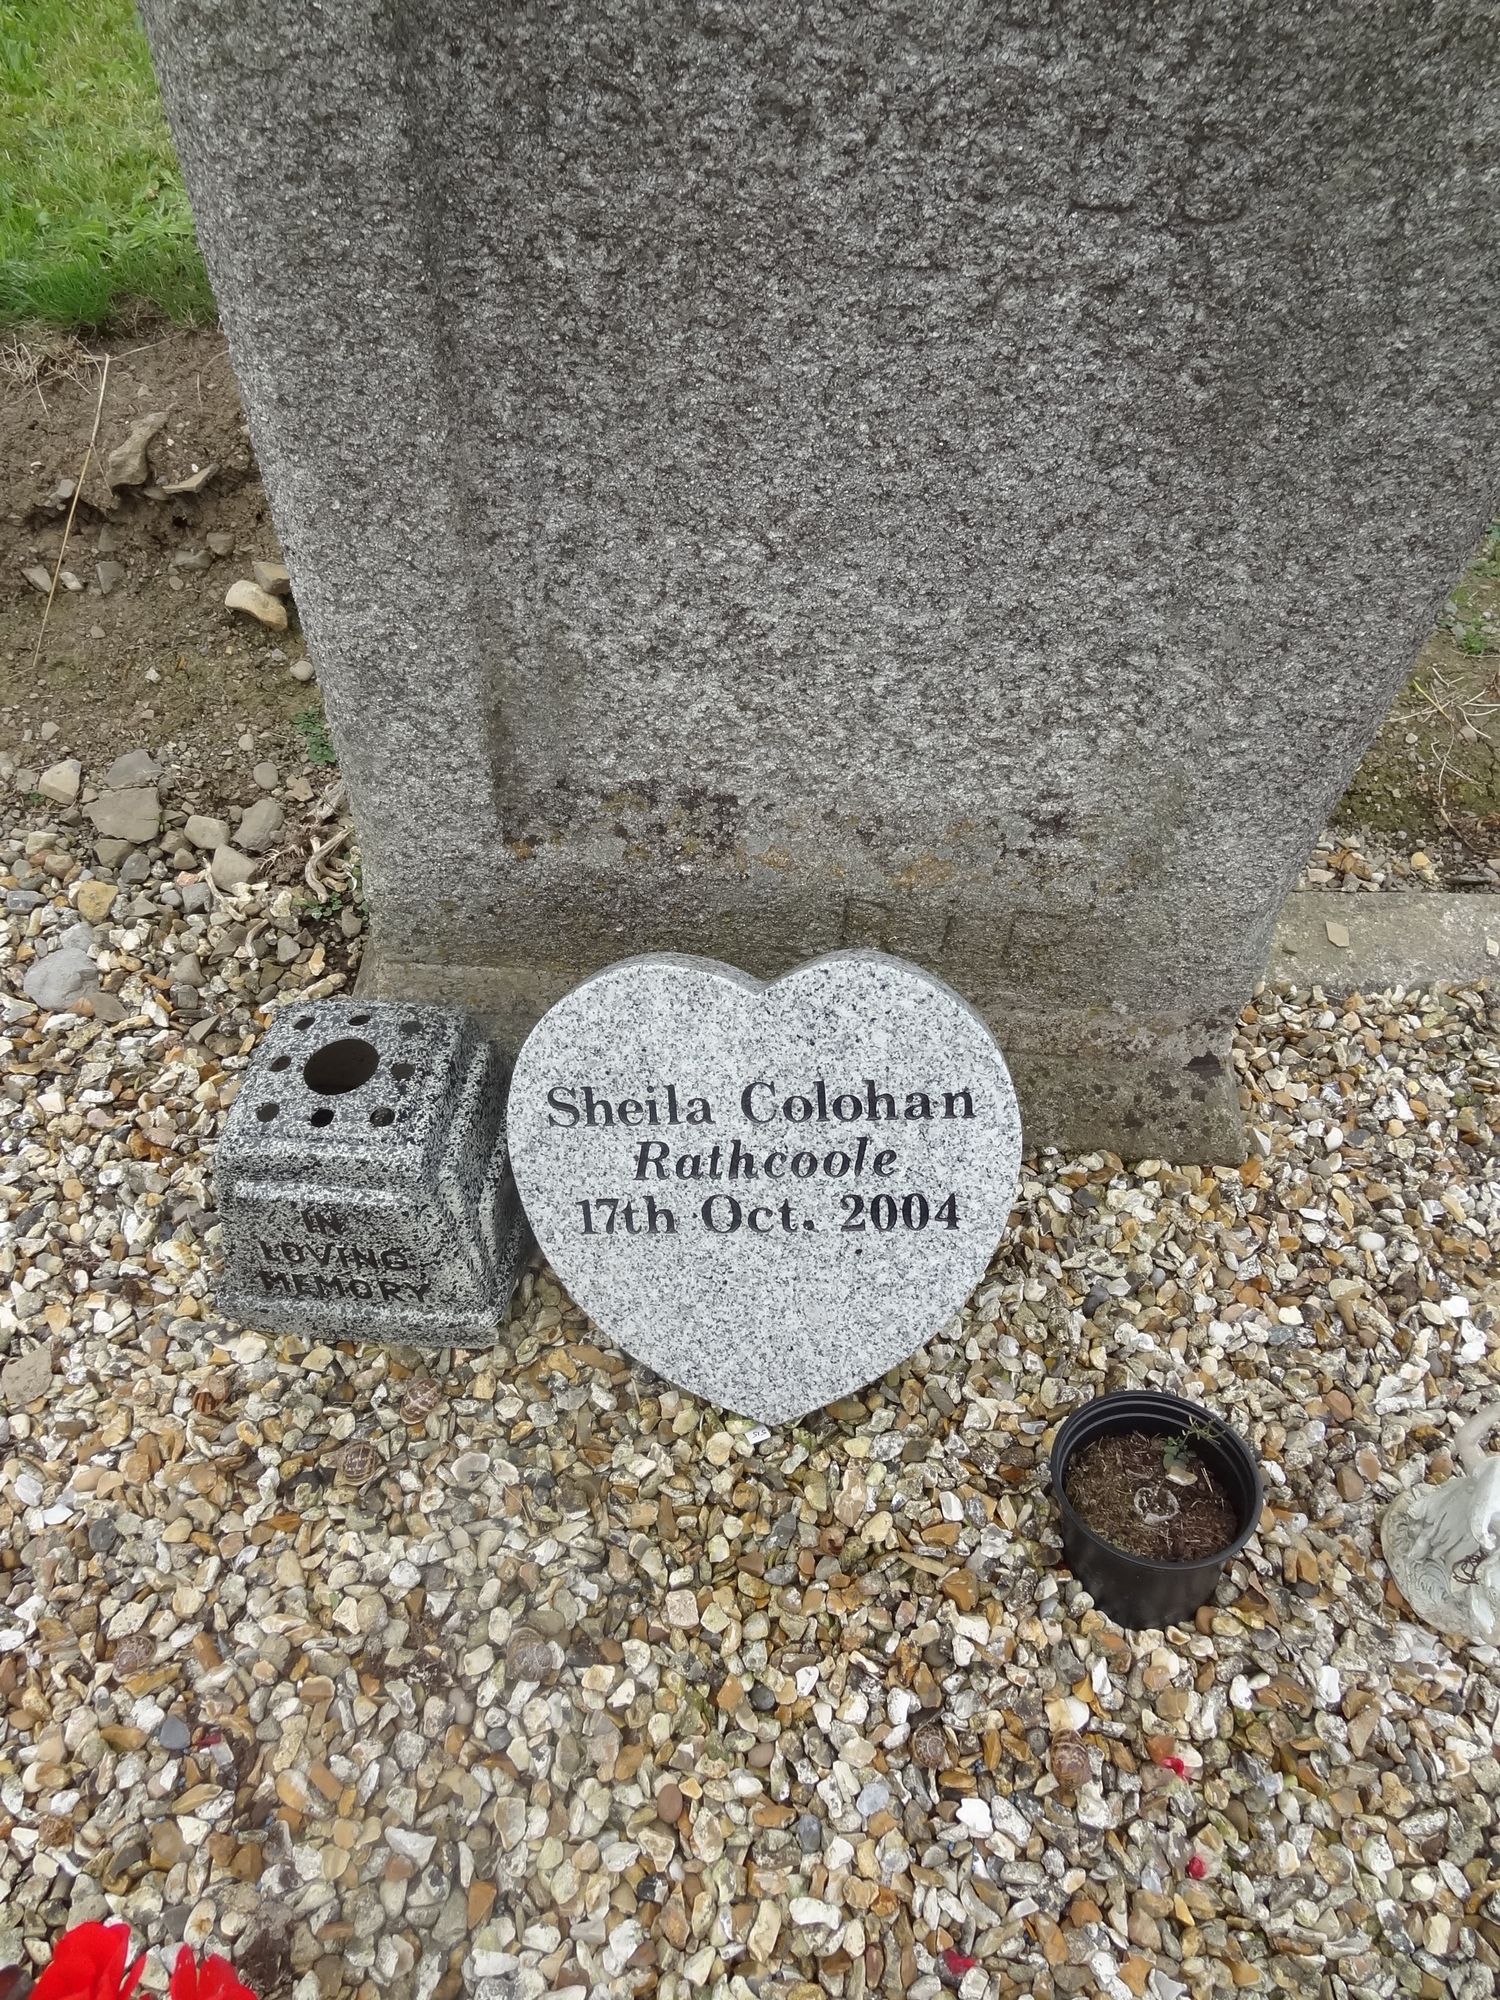 Sheila Colohan
Rathcoole
17th Oct. 2004
IN
LOVING
MEMORY